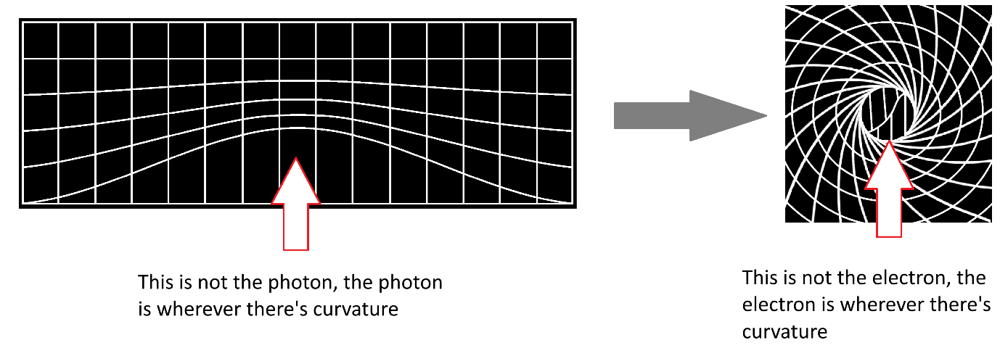 This is not the photon, the photon
is wherever there's curvature
This is not the electron, the
electron is wherever there's
curvature